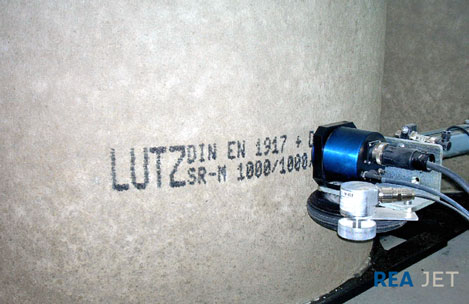 LUTZ DIN EN 1917 + D
SR-M 1000/1000/
REA JET